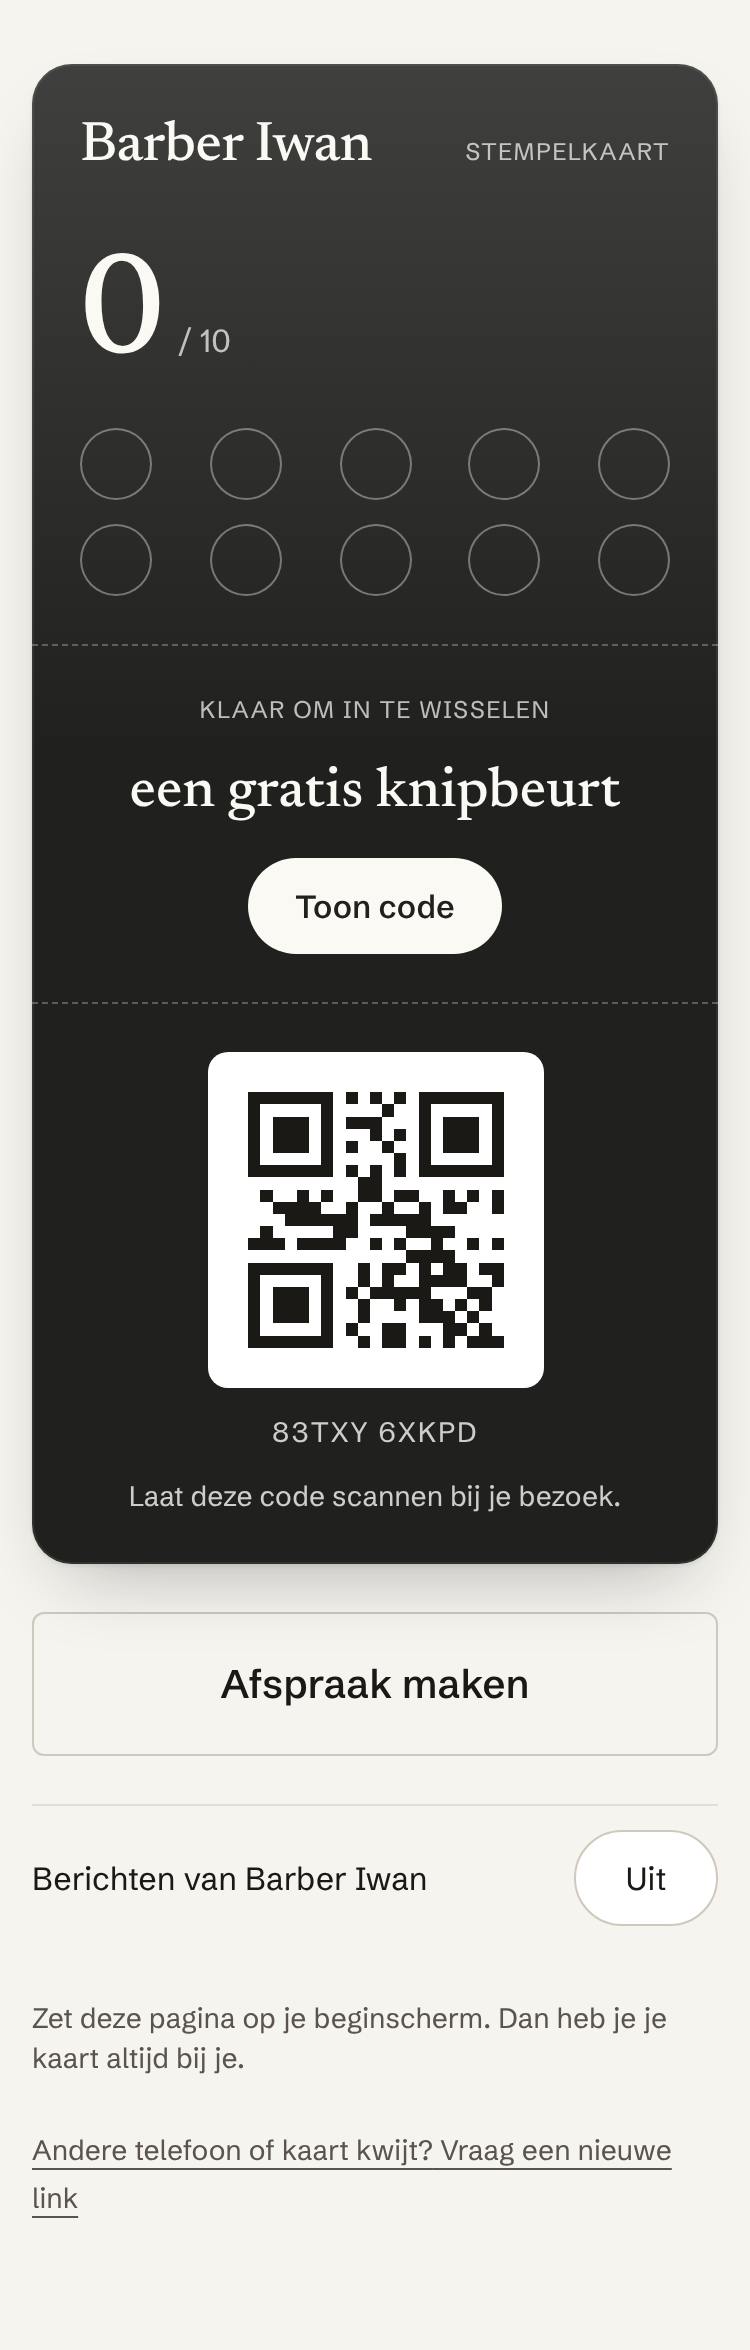 Barber Iwan
STEMPELKAART
0 / 10
KLAAR OM IN TE WISSELEN
een gratis knipbeurt
Toon code
83TXY 6XKPD
Laat deze code scannen bij je bezoek.
Afspraak maken
Berichten van Barber Iwan
Uit
Zet deze pagina op je beginscherm. Dan heb je je
kaart altijd bij je.
Andere telefoon of kaart kwijt? Vraag een nieuwe
link